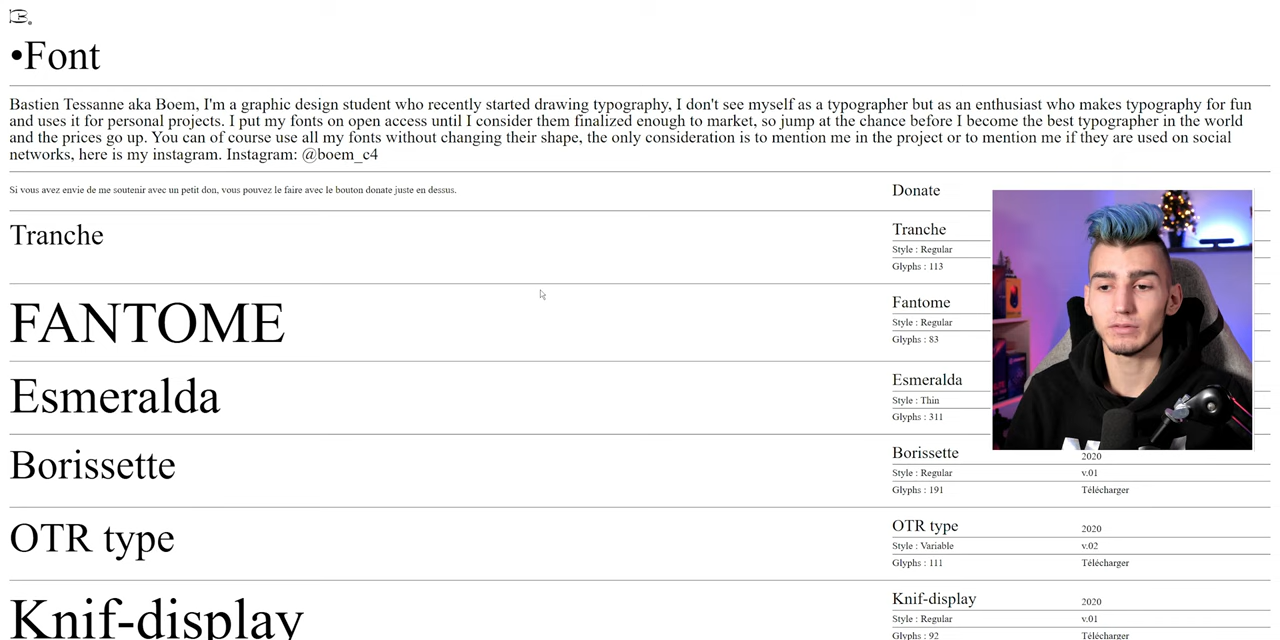 •Font
Bastien Tessanne aka Boem, I'm a graphic design student who recently started drawing typography, I don't see myself as a typographer but as an enthusiast who makes typography for fun
and uses it for personal projects. I put my fonts on open access until I consider them finalized enough to market, so jump at the chance before I become the best typographer in the world
and the prices go up. You can of course use all my fonts without changing their shape, the only consideration is to mention me in the project or to mention me if they are used on social
networks, here is my instagram. Instagram: @boem_c4
Si vous avez envie de me soutenir avec un petit don, vous pouvez le faire avec le bouton donate juste en dessus.
Donate
Tranche
Tranche
Style : Regular
Glyphs : 113
FANTOME
Fantome
Style : Regular
Glyphs : 83
Esmeralda
Esmeralda
Style : Thin
Glyphs : 311
Borissette
Borissette
2020
Style : Regular
v.01
Glyphs : 191
Télécharger
OTR type
OTR type
2020
Style : Variable
v.02
Glyphs : 111
Télécharger
Knif-display
Knif-display
2020
Style : Regular
v.01
Glyphs : 92
Télécharger